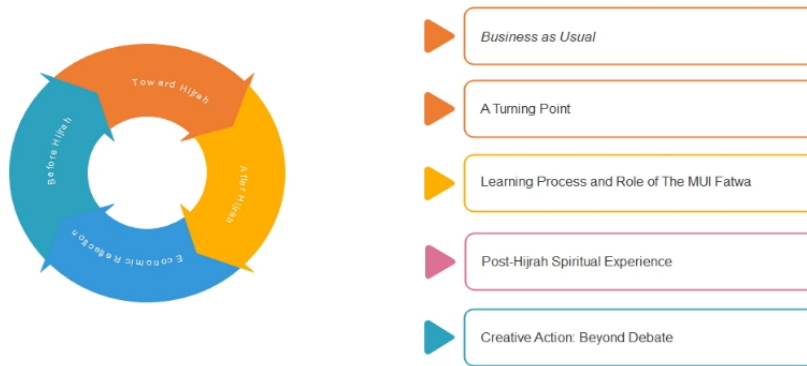 Toward Hijrah
After Hijrah
Economic Reflection
Before Hijrah
Business as Usual
A Turning Point
Learning Process and Role of The MUI Fatwa
Post-Hijrah Spiritual Experience
Creative Action: Beyond Debate